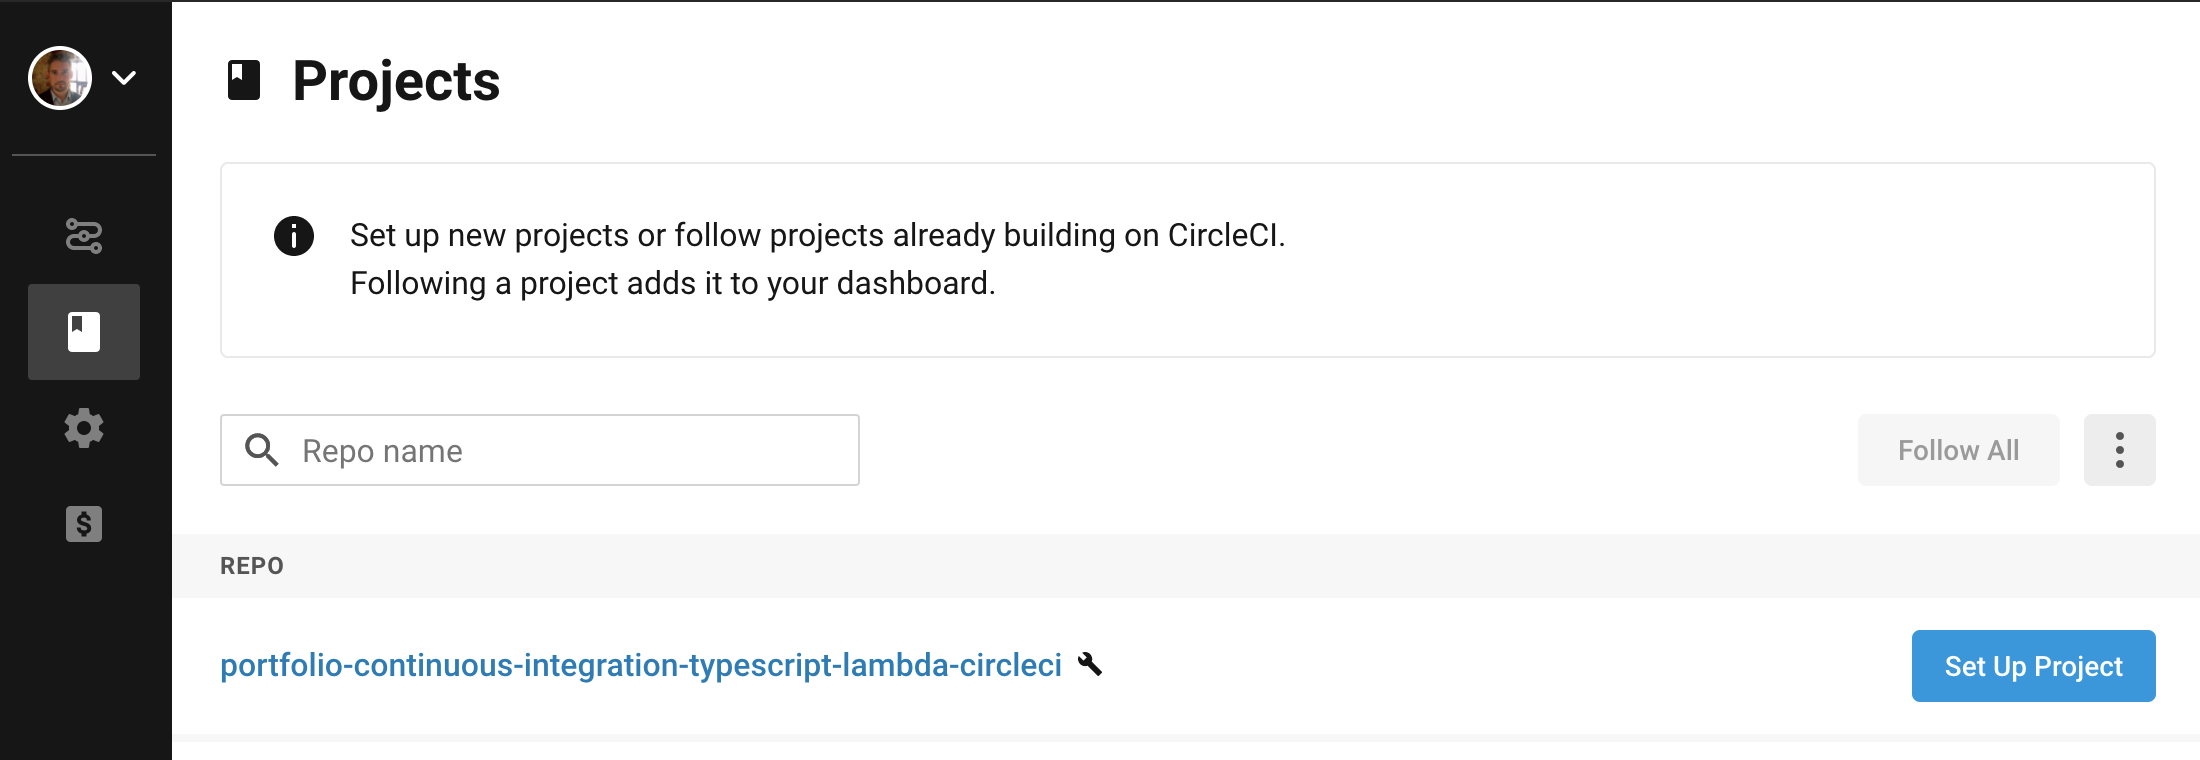 Projects
Set up new projects or follow projects already building on CircleCI.
Following a project adds it to your dashboard.
Repo name
Follow All
REPO
portfolio-continuous-integration-typescript-lambda-circleci
Set Up Project